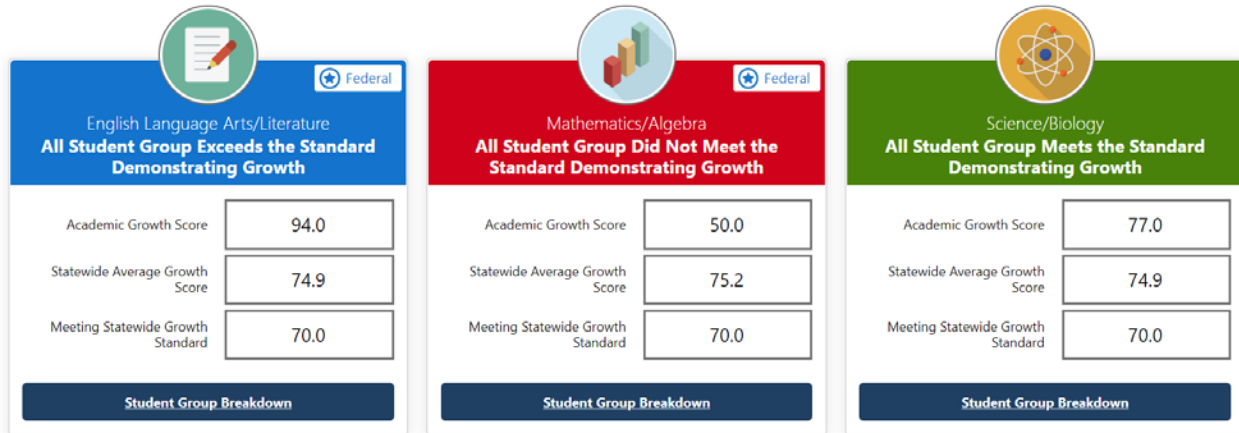 Federal
English Language Arts/Literature
All Student Group Exceeds the Standard
Demonstrating Growth
Academic Growth Score
94.0
Statewide Average Growth
Score
74.9
Meeting Statewide Growth
Standard
70.0
Student Group Breakdown
Federal
Mathematics/Algebra
All Student Group Did Not Meet the
Standard Demonstrating Growth
Academic Growth Score
50.0
Statewide Average Growth
Score
75.2
Meeting Statewide Growth
Standard
70.0
Student Group Breakdown
Science/Biology
All Student Group Meets the Standard
Demonstrating Growth
Academic Growth Score
77.0
Statewide Average Growth
Score
74.9
Meeting Statewide Growth
Standard
70.0
Student Group Breakdown